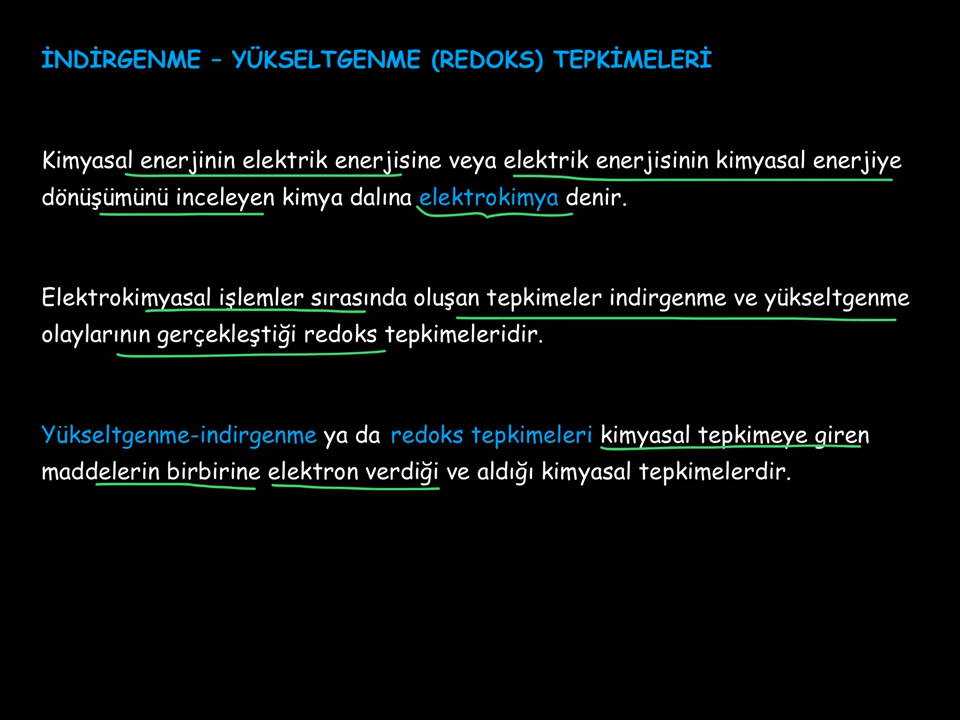 İNDİRGENME – YÜKSELTGENME (REDOKS) TEPKİMELERİ
Kimyasal enerjinin elektrik enerjisine veya elektrik enerjisinin kimyasal enerjiye
dönüşümünü inceleyen kimya dalına elektrokimya denir.
Elektrokimyasal işlemler sırasında oluşan tepkimeler indirgenme ve yükseltgenme
olaylarının gerçekleştiği redoks tepkimeleridir.
Yükseltgenme-indirgenme ya da redoks tepkimeleri kimyasal tepkimeye giren
maddelerin birbirine elektron verdiği ve aldığı kimyasal tepkimelerdir.